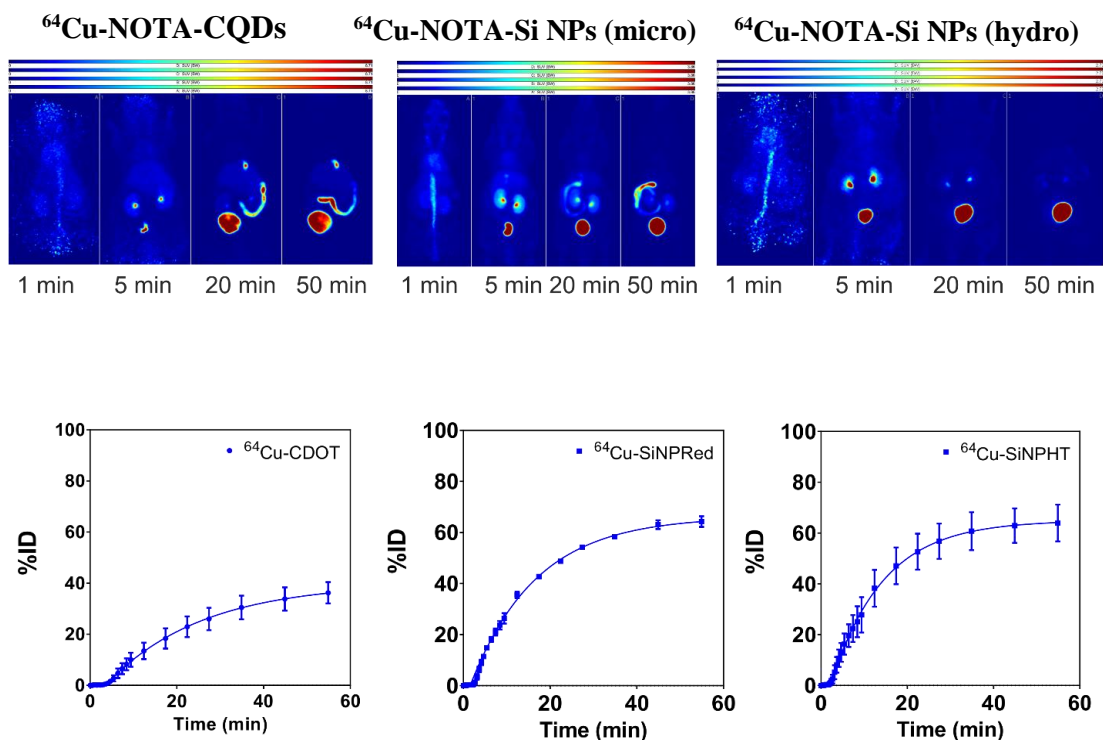 ⁶⁴Cu-NOTA-CQDs
⁶⁴Cu-NOTA-Si NPs (micro)
⁶⁴Cu-NOTA-Si NPs (hydro)
1 min 5 min 20 min 50 min
1 min 5 min 20 min 50 min
1 min 5 min 20 min 50 min
100
80
60
40
20
0
%ID
⁶⁴Cu-CDOT
0 20 40 60
Time (min)
100
80
60
40
20
0
%ID
⁶⁴Cu-SiNPRed
0 20 40 60
Time (min)
100
80
60
40
20
0
%ID
⁶⁴Cu-SiNPHT
0 20 40 60
Time (min)